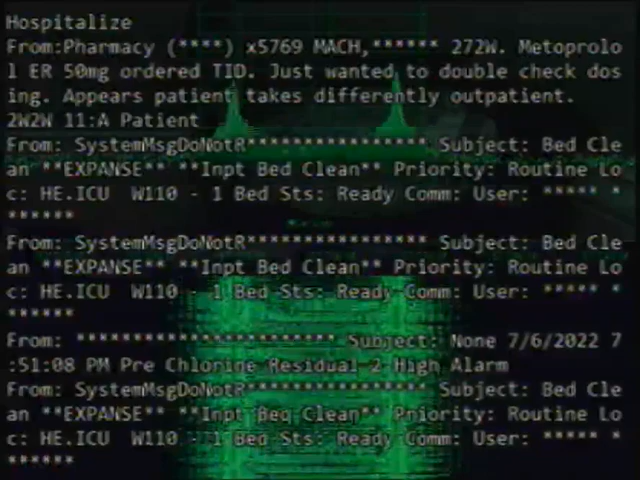 Hospitalize
From:Pharmacy (****) x5769 MACH,****** 272W. Metoprolo
l ER 50mg ordered TID. Just wanted to double check dos
ing. Appears patient takes differently outpatient.
2W2W 11:A Patient
From: SystemMsgDoNotR**************** Subject: Bed Cle
an **EXPANSE** **Inpt Bed Clean** Priority: Routine Lo
c: HE.ICU  W110 - 1 Bed Sts: Ready Comm: User: ***** *
******
From: SystemMsgDoNotR**************** Subject: Bed Cle
an **EXPANSE** **Inpt Bed Clean** Priority: Routine Lo
c: HE.ICU  W110 - 1 Bed Sts: Ready Comm: User: ***** *
******
From: *********************** Subject: None 7/6/2022 7
:51:08 PM Pre Chlorine Residual 2 High Alarm
From: SystemMsgDoNotR**************** Subject: Bed Cle
an **EXPANSE** **Inpt Beq Clean** Priority: Routine Lo
c: HE.ICU  W110 - 1 Bed Sts: Ready Comm: User: ***** *
******